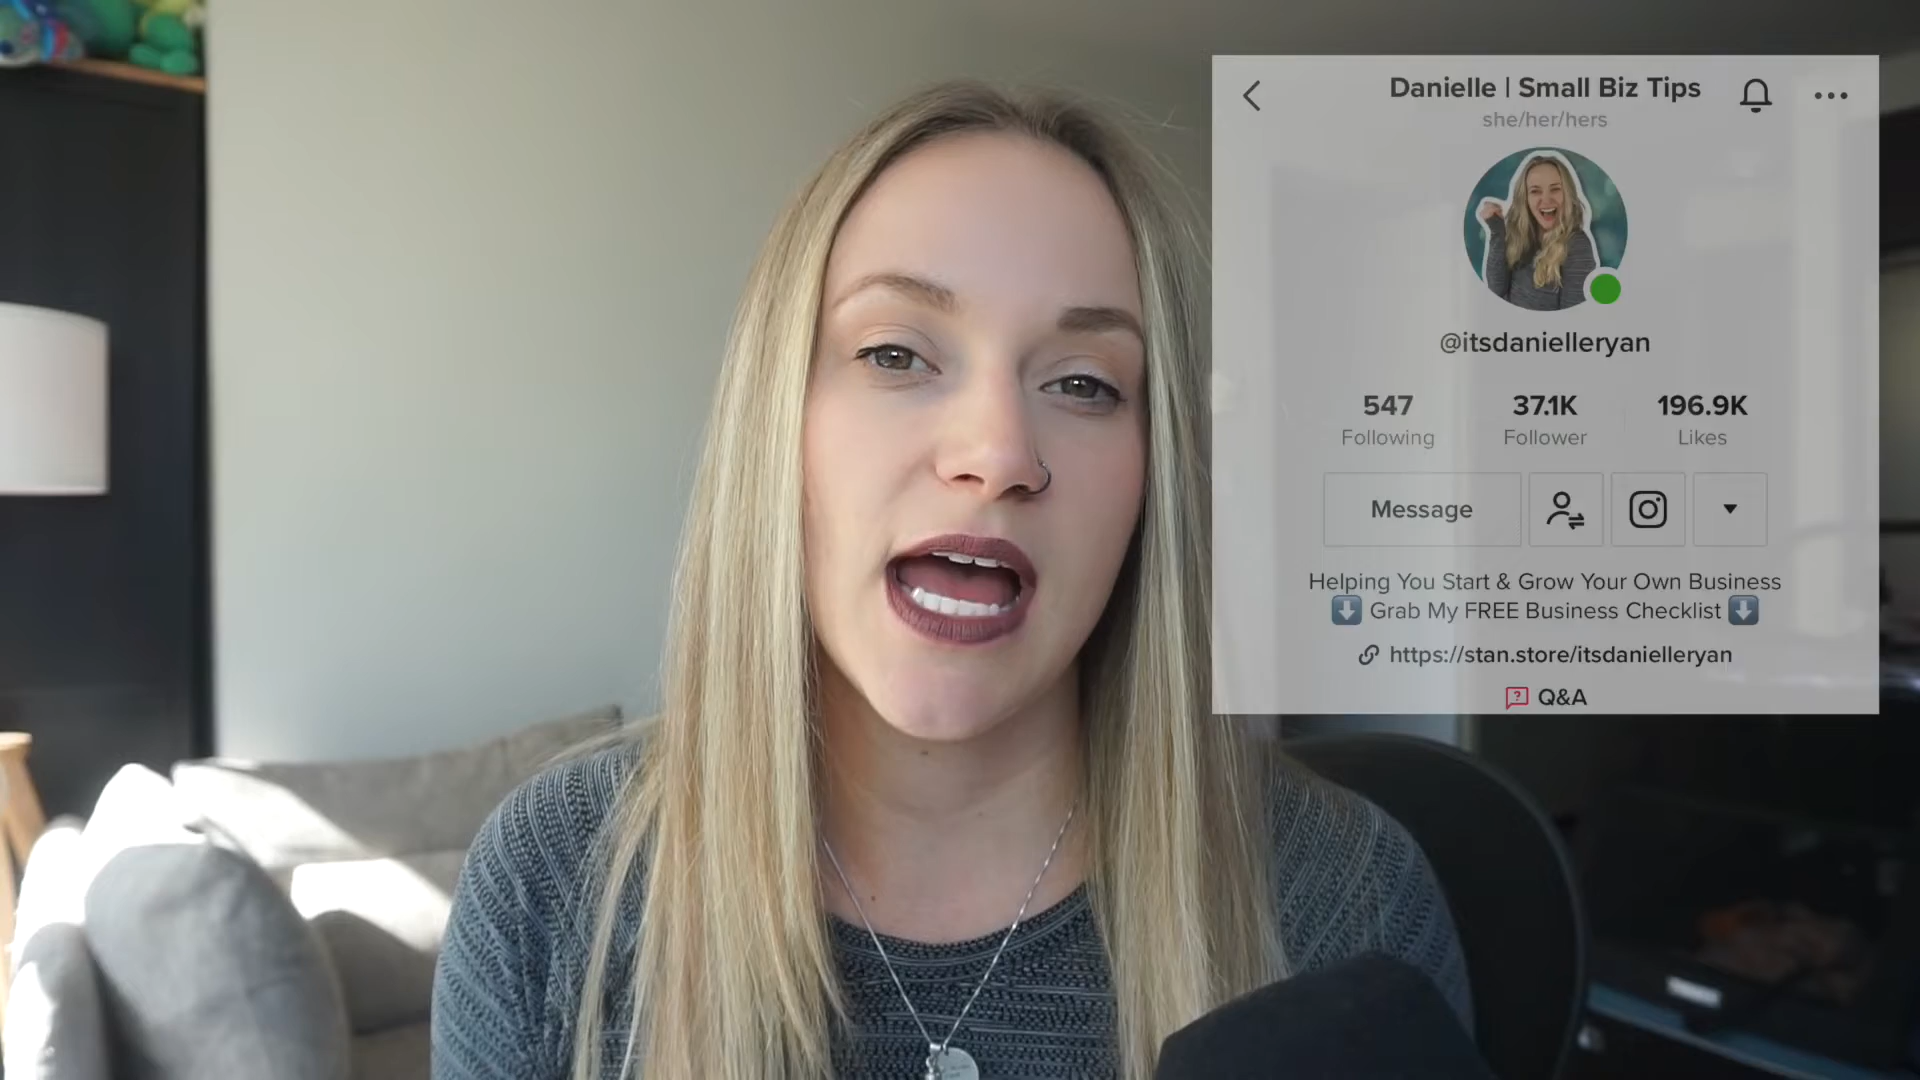 Danielle | Small Biz Tips
she/her/hers
@itsdanielleryan
547 37.1K 196.9K
Following Follower Likes
Message
Helping You Start & Grow Your Own Business
⬇️ Grab My FREE Business Checklist ⬇️
https://stan.store/itsdanielleryan
Q&A